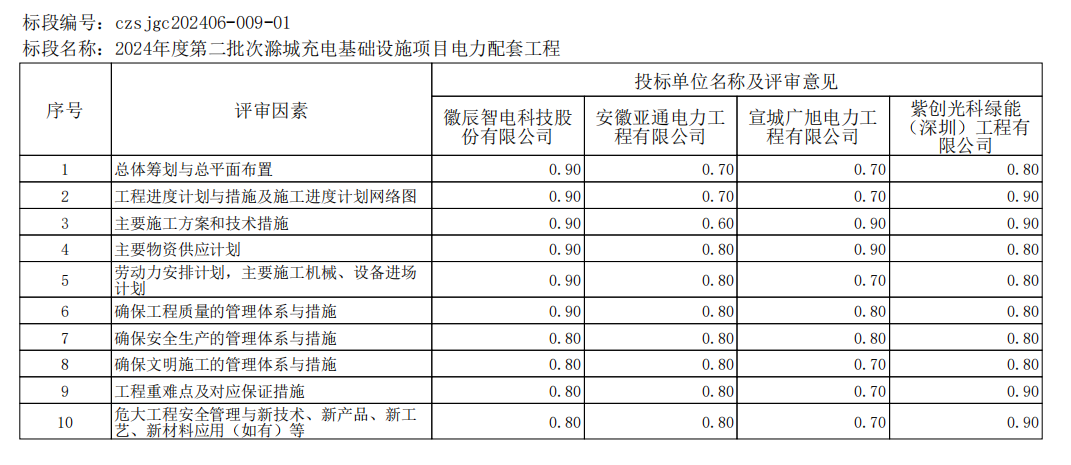 标段编号：czsjgc202406-009-01
标段名称：2024年度第二批次滁城充电基础设施项目电力配套工程
序号 评审因素 投标单位名称及评审意见
徽辰智电科技股份有限公司 安徽亚通电力工程有限公司 宣城广旭电力工程有限公司 紫创光科绿能（深圳）工程有限公司
1 总体筹划与总平面布置 0.90 0.70 0.70 0.80
2 工程进度计划与措施及施工进度计划网络图 0.90 0.70 0.70 0.90
3 主要施工方案和技术措施 0.90 0.60 0.90 0.90
4 主要物资供应计划 0.90 0.80 0.90 0.80
5 劳动力安排计划，主要施工机械、设备进场计划 0.90 0.80 0.70 0.80
6 确保工程质量的管理体系与措施 0.90 0.80 0.80 0.80
7 确保安全生产的管理体系与措施 0.80 0.80 0.80 0.80
8 确保文明施工的管理体系与措施 0.80 0.80 0.70 0.80
9 工程重难点及对应保证措施 0.80 0.80 0.70 0.90
10 危大工程安全管理与新技术、新产品、新工艺、新材料应用（如有）等 0.80 0.80 0.70 0.90